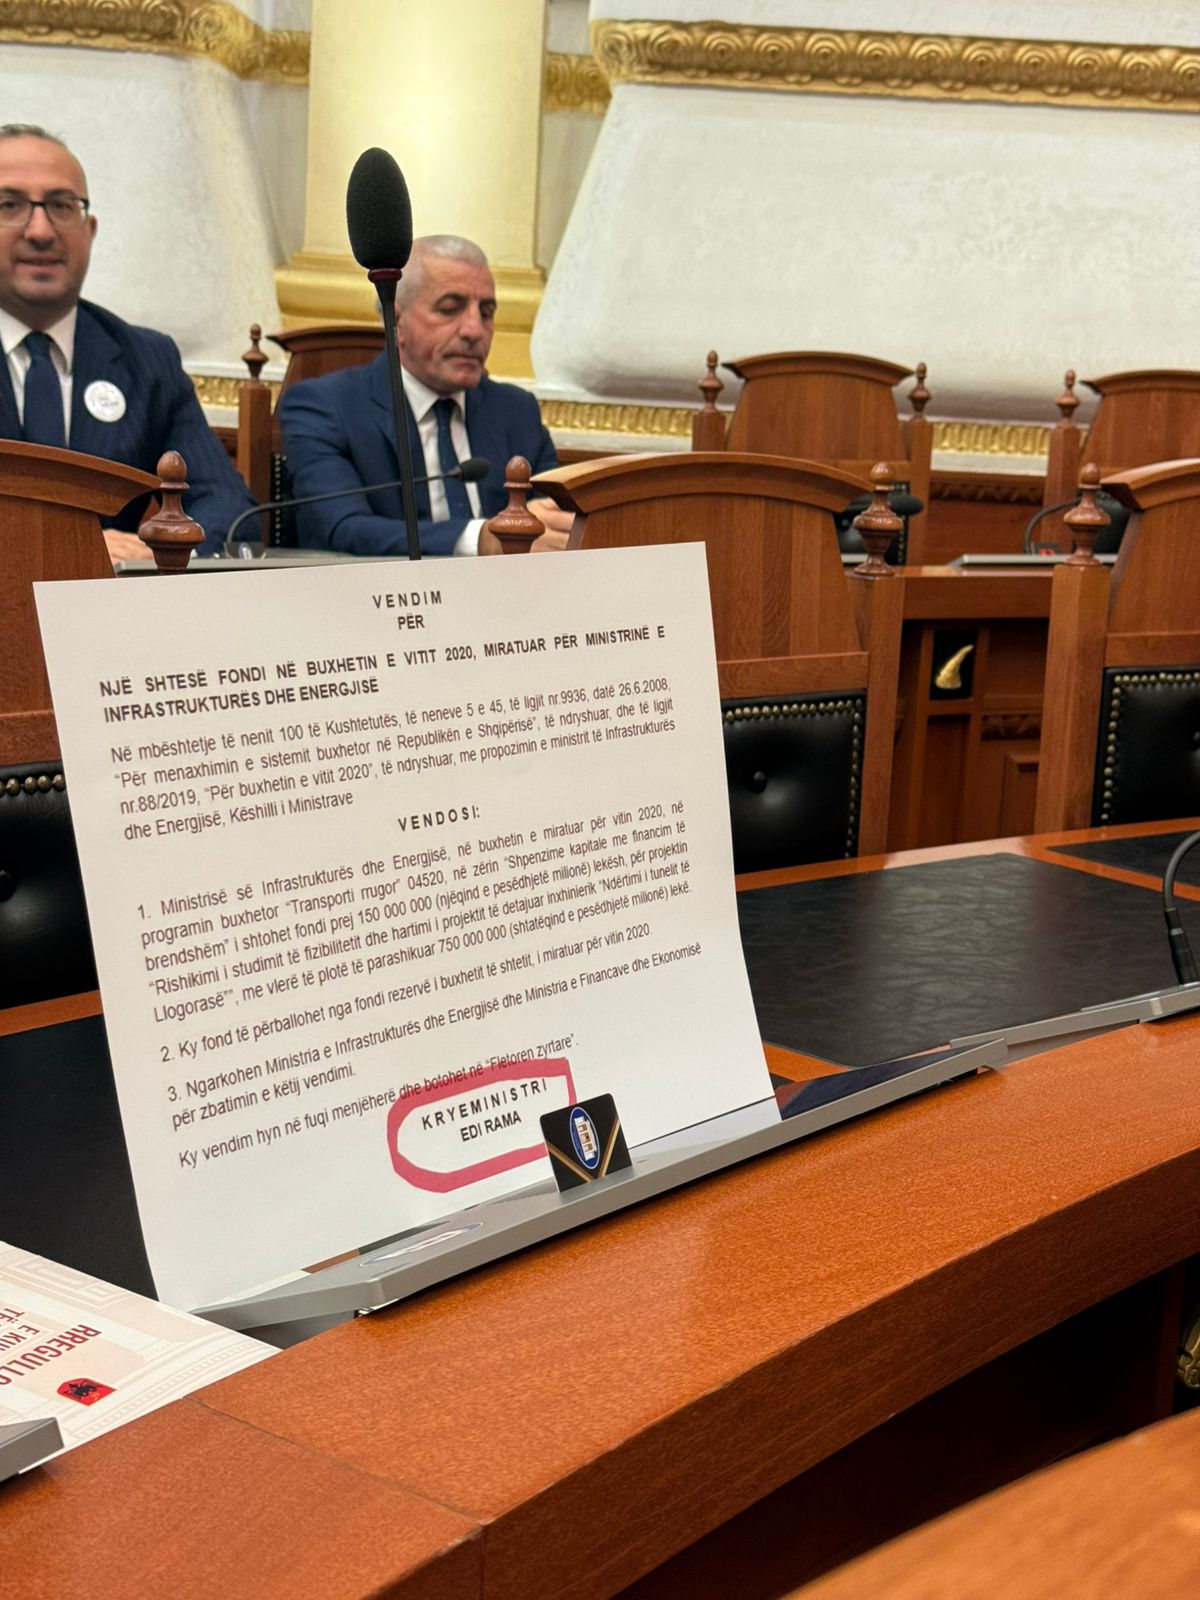 VENDIM
PËR
NJË SHTESË FONDI NË BUXHETIN E VITIT 2020, MIRATUAR PËR MINISTRINË E
INFRASTRUKTURËS DHE ENERGJISË
Në mbështetje të nenit 100 të Kushtetutës, të neneve 5 e 45, të ligjit nr.9936, datë 26.6.2008,
"Për menaxhimin e sistemit buxhetor në Republikën e Shqipërisë", të ndryshuar, dhe të ligjit
nr.88/2019, "Për buxhetin e vitit 2020", të ndryshuar, me propozimin e ministrit të Infrastrukturës
dhe Energjisë, Këshilli i Ministrave
VENDOSI:
1. Ministrisë së Infrastrukturës dhe Energjisë, në buxhetin e miratuar për vitin 2020, në
programin buxhetor "Transporti rrugor" 04520, në zërin "Shpenzime kapitale me financim të
brendshëm" i shtohet fondi prej 150 000 000 (njëqind e pesëdhjetë milionë) lekësh, për projektin
"Rishikimi i studimit të fizibilitetit dhe hartimi i projektit të detajuar inxhinierik "Ndërtimi i tunelit të
Llogorasë"", me vlerë të plotë të parashikuar 750 000 000 (shtatëqind e pesëdhjetë milionë) lekë.
2. Ky fond të përballohet nga fondi rezervë i buxhetit të shtetit, i miratuar për vitin 2020.
3. Ngarkohen Ministria e Infrastrukturës dhe Energjisë dhe Ministria e Financave dhe Ekonomisë
për zbatimin e këtij vendimi.
Ky vendim hyn në fuqi menjëherë dhe botohet në "Fletoren zyrtare".
KRYEMINISTRI
EDI RAMA
RREGULLO